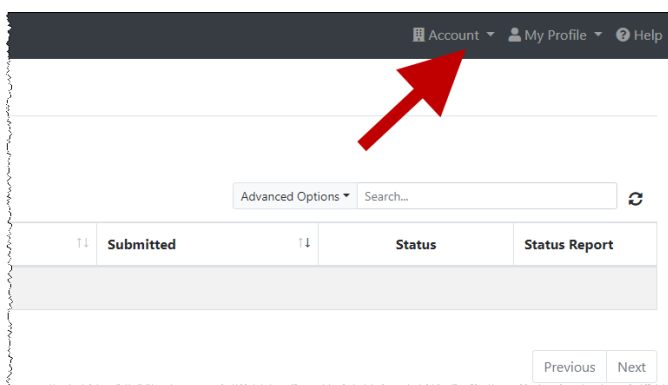 Account My Profile Help
Advanced Options Search...
Submitted Status Status Report
Previous Next